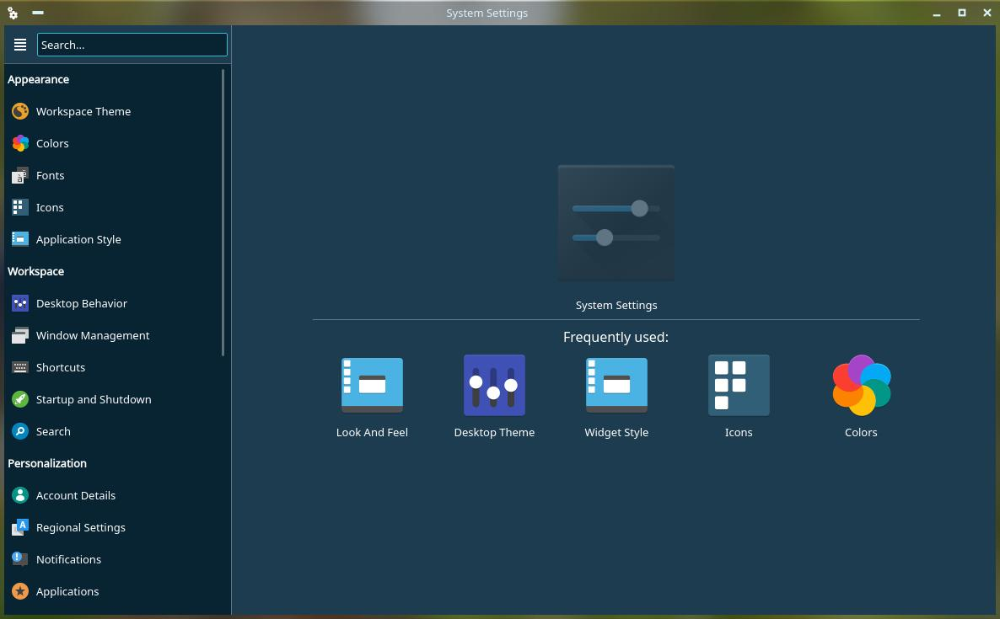 System Settings
Search...
Appearance
Workspace Theme
Colors
Fonts
Icons
Application Style
Workspace
Desktop Behavior
Window Management
Shortcuts
Startup and Shutdown
Search
Personalization
Account Details
Regional Settings
Notifications
Applications
System Settings
Frequently used:
Look And Feel
Desktop Theme
Widget Style
Icons
Colors